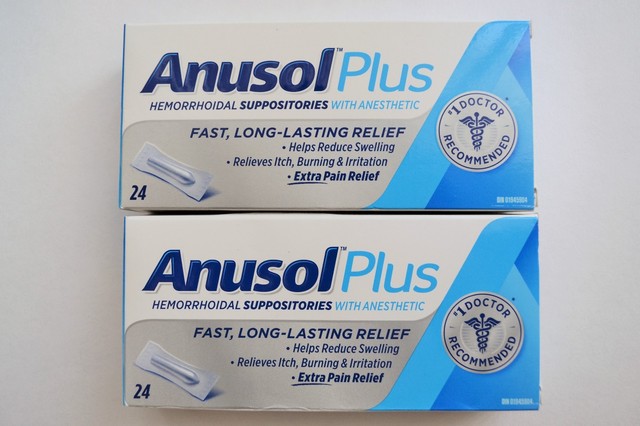 Anusol™ Plus
HEMORRHOIDAL SUPPOSITORIES WITH ANESTHETIC
FAST, LONG-LASTING RELIEF
• Helps Reduce Swelling
• Relieves Itch, Burning & Irritation
• Extra Pain Relief
24
#1 DOCTOR RECOMMENDED
Anusol™ Plus
HEMORRHOIDAL SUPPOSITORIES WITH ANESTHETIC
FAST, LONG-LASTING RELIEF
• Helps Reduce Swelling
• Relieves Itch, Burning & Irritation
• Extra Pain Relief
24
#1 DOCTOR RECOMMENDED